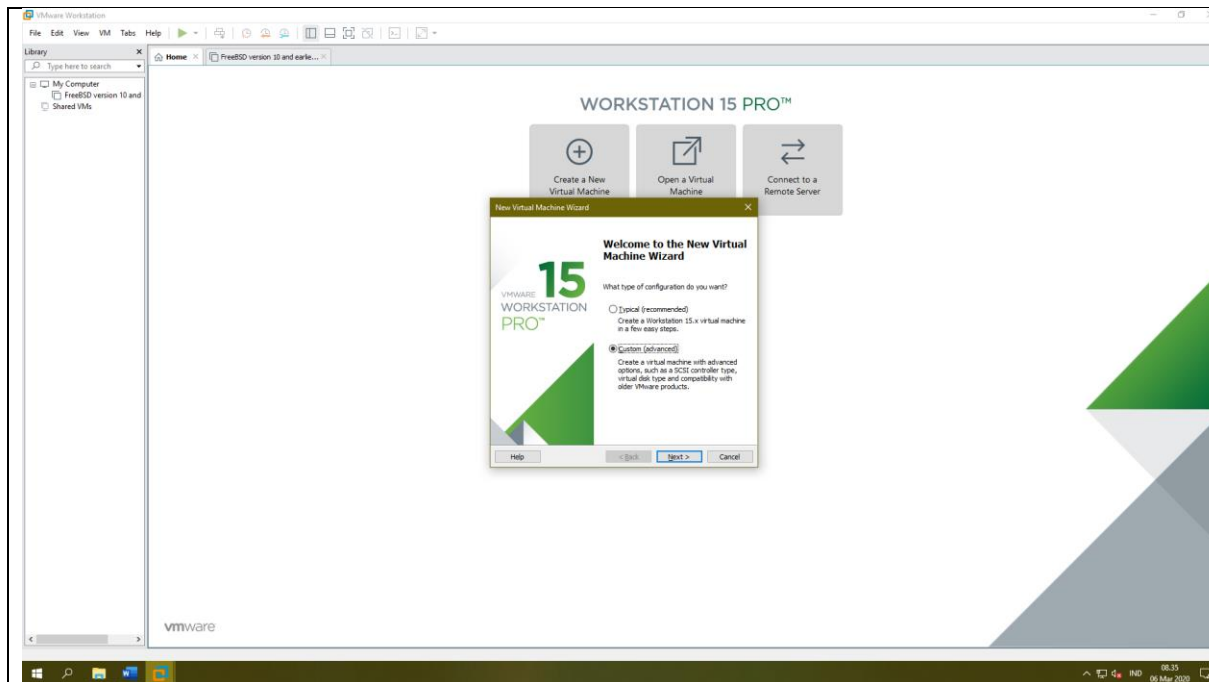 VMware Workstation
File Edit View VM Tabs Help
Library
Type here to search
My Computer
FreeBSD version 10 and
Shared VMs
Home
FreeBSD version 10 and earlie...
WORKSTATION 15 PRO™
Create a New
Virtual Machine
Open a Virtual
Machine
Connect to a
Remote Server
New Virtual Machine Wizard
VMWARE 15
WORKSTATION
PRO™
Welcome to the New Virtual
Machine Wizard
What type of configuration do you want?
Typical (recommended)
Create a Workstation 15.x virtual machine
in a few easy steps.
Custom (advanced)
Create a virtual machine with advanced
options, such as a SCSI controller type,
virtual disk type and compatibility with
older VMware products.
Help
< Back
Next >
Cancel
vmware
IND
08.35
06 Mar 2020